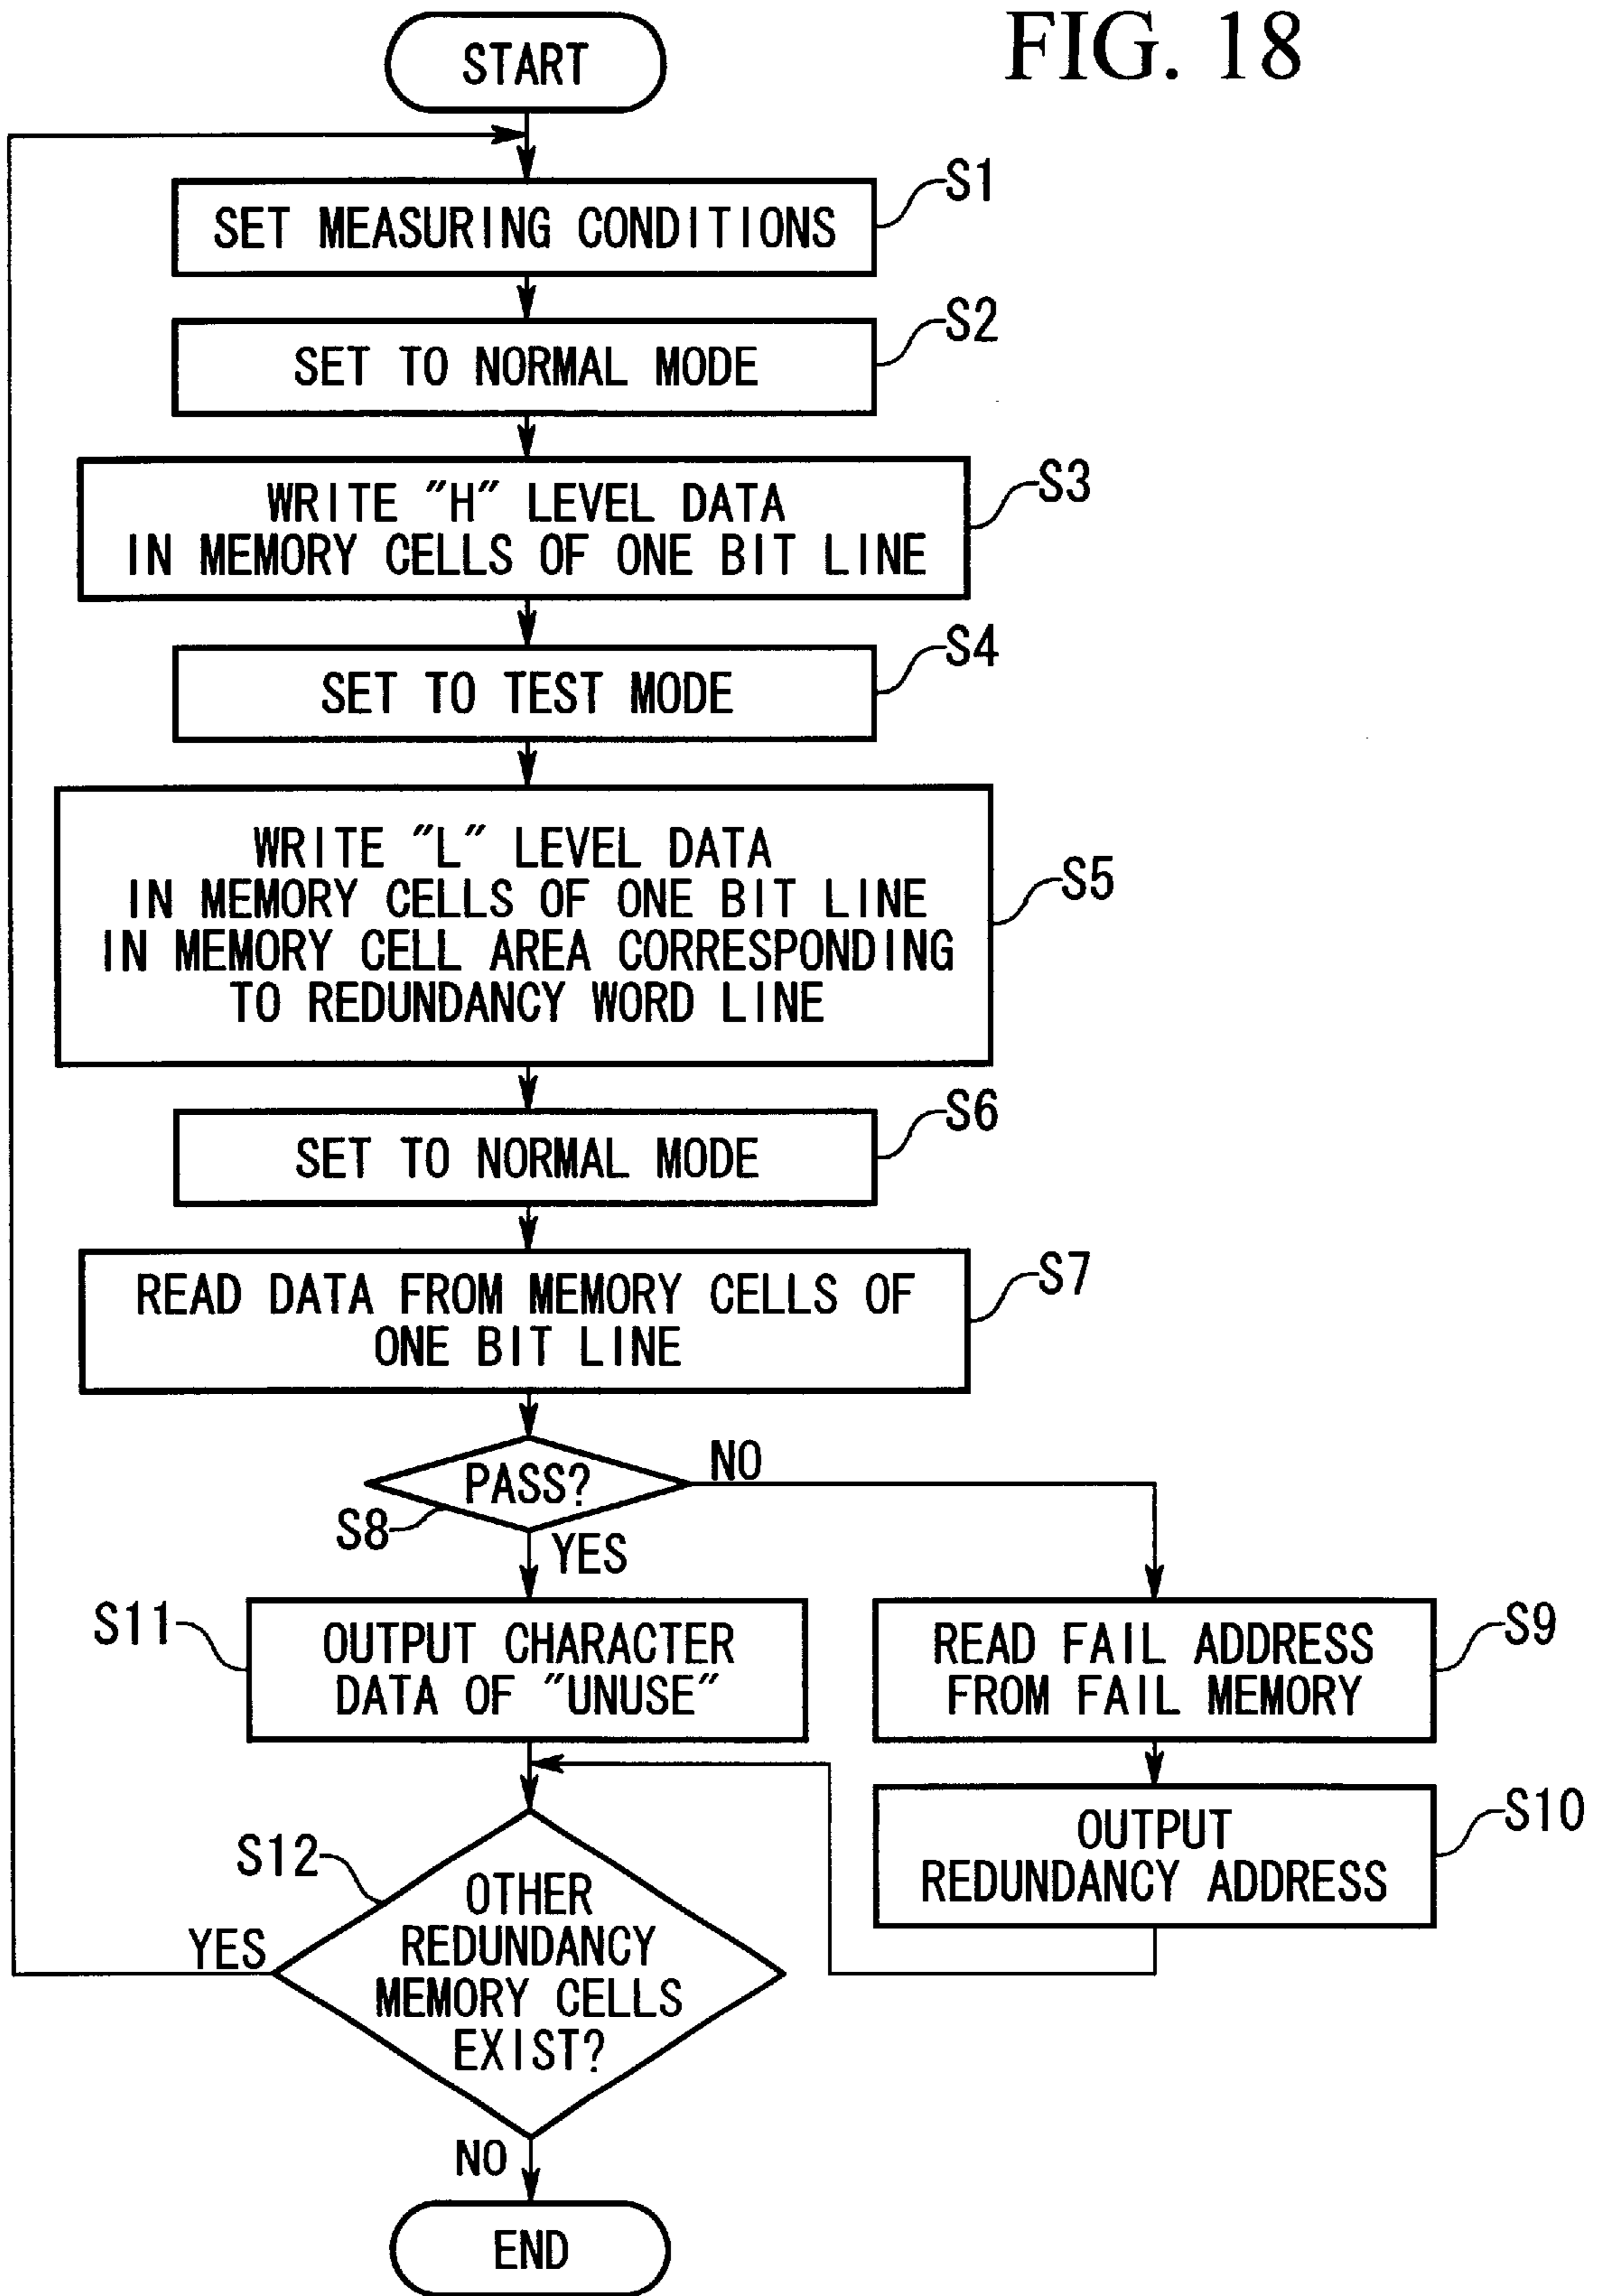 FIG. 18
START
S1
SET MEASURING CONDITIONS
S2
SET TO NORMAL MODE
S3
WRITE "H" LEVEL DATA
IN MEMORY CELLS OF ONE BIT LINE
S4
SET TO TEST MODE
S5
WRITE "L" LEVEL DATA
IN MEMORY CELLS OF ONE BIT LINE
IN MEMORY CELL AREA CORRESPONDING
TO REDUNDANCY WORD LINE
S6
SET TO NORMAL MODE
S7
READ DATA FROM MEMORY CELLS OF
ONE BIT LINE
PASS?
NO
S8
YES
S11
OUTPUT CHARACTER
DATA OF "UNUSE"
S9
READ FAIL ADDRESS
FROM FAIL MEMORY
S10
OUTPUT
REDUNDANCY ADDRESS
S12
OTHER
REDUNDANCY
MEMORY CELLS
EXIST?
YES
NO
END